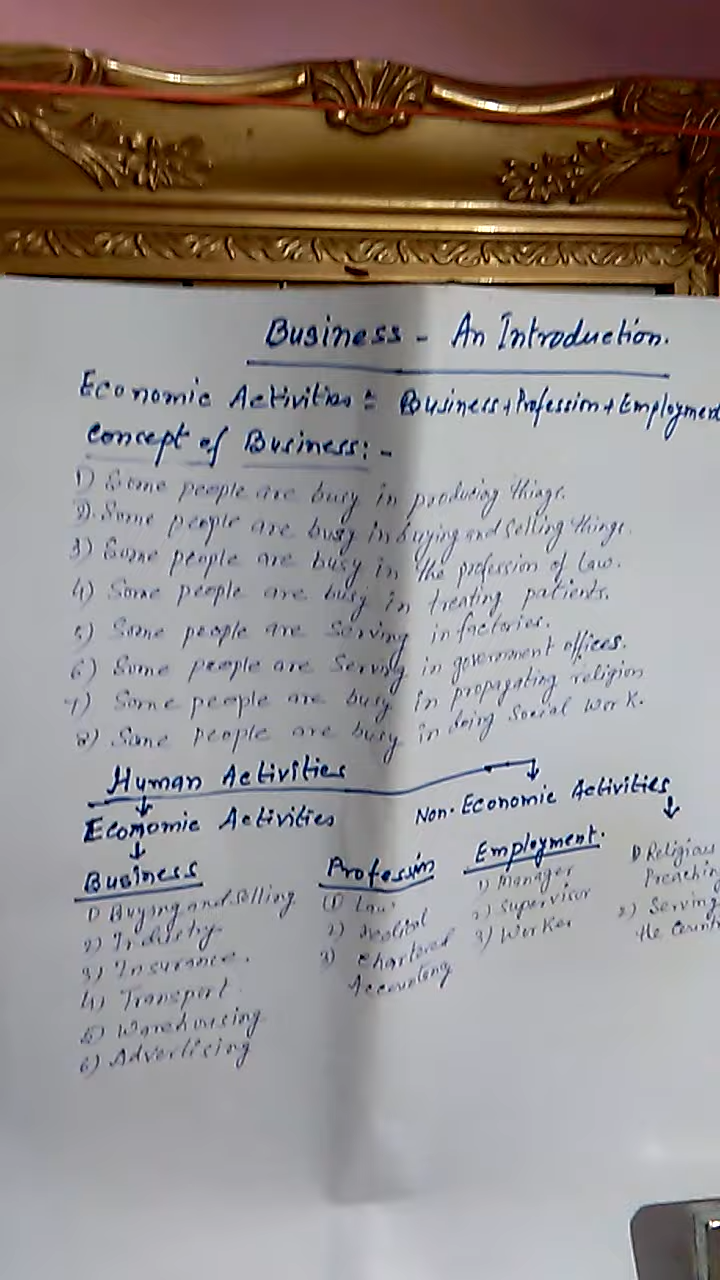 Business - An Introduction.
Economic Activities = Business + Profession + Employment
Concept of Business: -
1) Some people are busy in producing things.
2) Some people are busy in buying and selling things.
3) Some people are busy in the profession of law.
4) Some people are busy in treating patients.
5) Some people are serving in factories.
6) Some people are serving in government offices.
7) Some people are busy in propagating religion
8) Some people are busy in doing social work.
Human Activities
Economic Activities
Non-Economic Activities
Business
1) Buying and selling
2) Industry
3) Insurance.
4) Transport.
5) Warehousing
6) Advertising
Profession
(1) Law
2) Medical
3) Chartered
Accounting
Employment.
1) Manager
2) Supervisor
3) Worker
1) Religious
Preaching
2) Serving
the Count